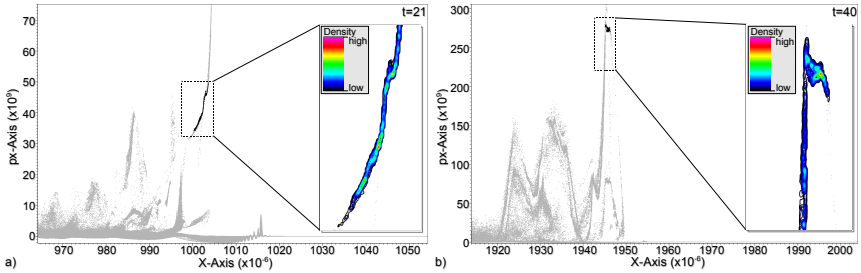 t=21
t=40
Density
high
low
Density
high
low
px-Axis (x10⁹)
70
60
50
40
30
20
10
0
970 980 990 1000 1010 1020 1030 1040 1050
a) X-Axis (x10⁻⁶)
px-Axis (x10⁹)
300
250
200
150
100
50
0
1920 1930 1940 1950 1960 1970 1980 1990 2000
b) X-Axis (x10⁻⁶)